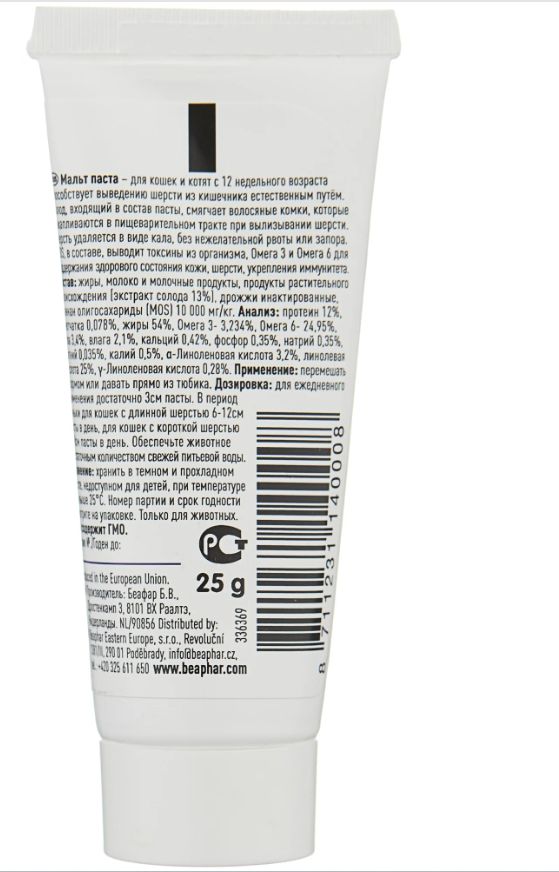 Мальт паста – для кошек и котят с 12 недельного возраста
способствует выведению шерсти из кишечника естественным путём.
входящий в состав пасты, смягчает волосяные комки, которые
в пищеварительном тракте при вылизывании шерсти.
удаляется в виде кала, без нежелательной рвоты или запора.
в составе, выводит токсины из организма, Омега 3 и Омега 6 для
здорового состояния кожи, шерсти, укрепления иммунитета.
жиры, молоко и молочные продукты, продукты растительного
(экстракт солода 13%), дрожжи инактивированные,
олигосахариды (MOS) 10 000 мг/кг. Анализ: протеин 12%,
0,078%, жиры 54%, Омега 3- 3,234%, Омега 6- 24,95%,
3,4%, влага 2,1%, кальций 0,42%, фосфор 0,35%, натрий 0,35%,
0,035%, калий 0,5%, α-Линоленовая кислота 3,2%, линолевая
25%, γ-Линоленовая кислота 0,28%. Применение: перемешать
или давать прямо из тюбика. Дозировка: для ежедневного
достаточно 3см пасты. В период
для кошек с длинной шерстью 6-12см
в день, для кошек с короткой шерстью
пасты в день. Обеспечьте животное
количеством свежей питьевой воды.
хранить в темном и прохладном
недоступном для детей, при температуре
25°C. Номер партии и срок годности
на упаковке. Только для животных.
ГМО.
Годен до:
РСТ
25 g
in the European Union.
Беафар Б.В.,
3, 8101 ВХ Раалтэ,
NL/90856 Distributed by:
Eastern Europe, s.r.o., Revoluční
290 01 Poděbrady, info@beaphar.cz,
+420 325 611 650 www.beaphar.com
336369
8 711231 140008